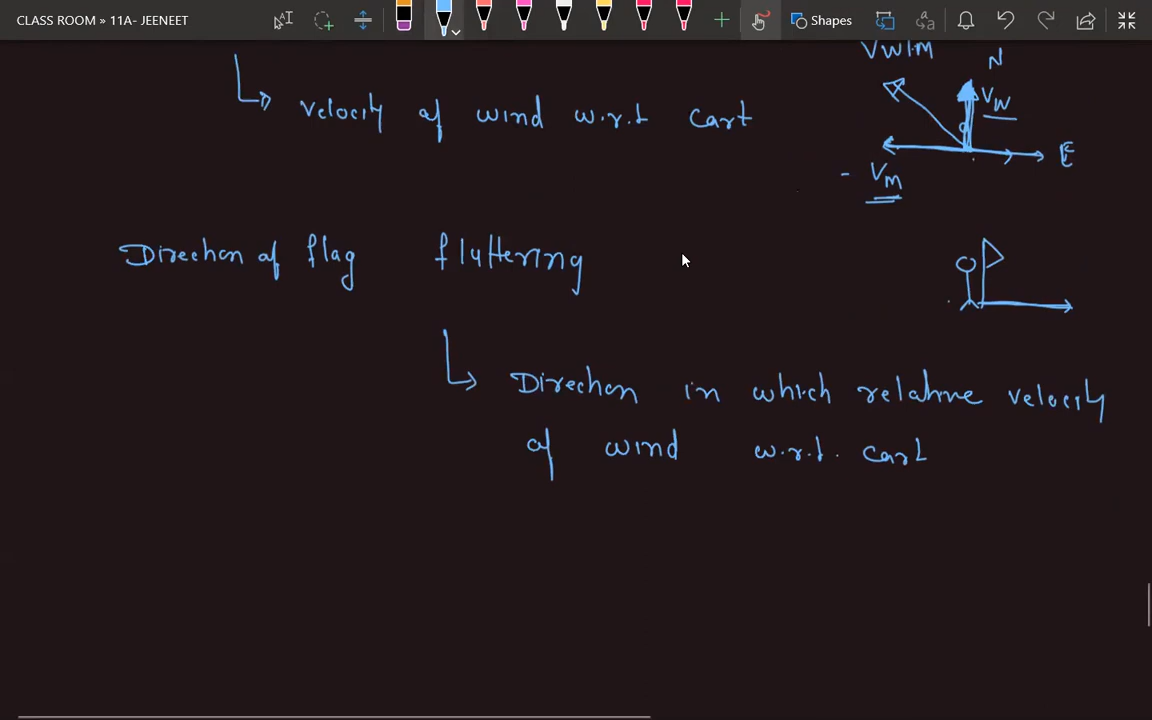 CLASS ROOM » 11A- JEENEET
Shapes
VW/M
N
velocity of wind w.r.t cart
VW
E
- VM
Direction of flag fluttering
Direction in which relative velocity
of wind w.r.t. cart